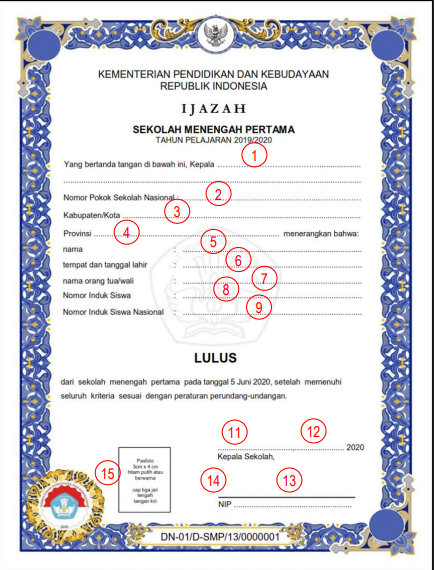 KEMENTERIAN PENDIDIKAN DAN KEBUDAYAAN
REPUBLIK INDONESIA
IJAZAH
SEKOLAH MENENGAH PERTAMA
TAHUN PELAJARAN 2019/2020
Yang bertanda tangan di bawah ini, Kepala 1
Nomor Pokok Sekolah Nasional : 2
Kabupaten/Kota 3
Provinsi 4 menerangkan bahwa:
nama : 5
tempat dan tanggal lahir : 6
nama orang tua/wali : 7
Nomor Induk Siswa : 8
Nomor Induk Siswa Nasional : 9
LULUS
dari sekolah menengah pertama pada tanggal 5 Juni 2020, setelah memenuhi
seluruh kriteria sesuai dengan peraturan perundang-undangan.
11 12 2020
Kepala Sekolah,
15
Pasfoto
3cm x 4 cm
hitam putih atau
berwarna
cap tiga jari
tengah
tangan kiri
14 13
NIP
DN-01/D-SMP/13/0000001